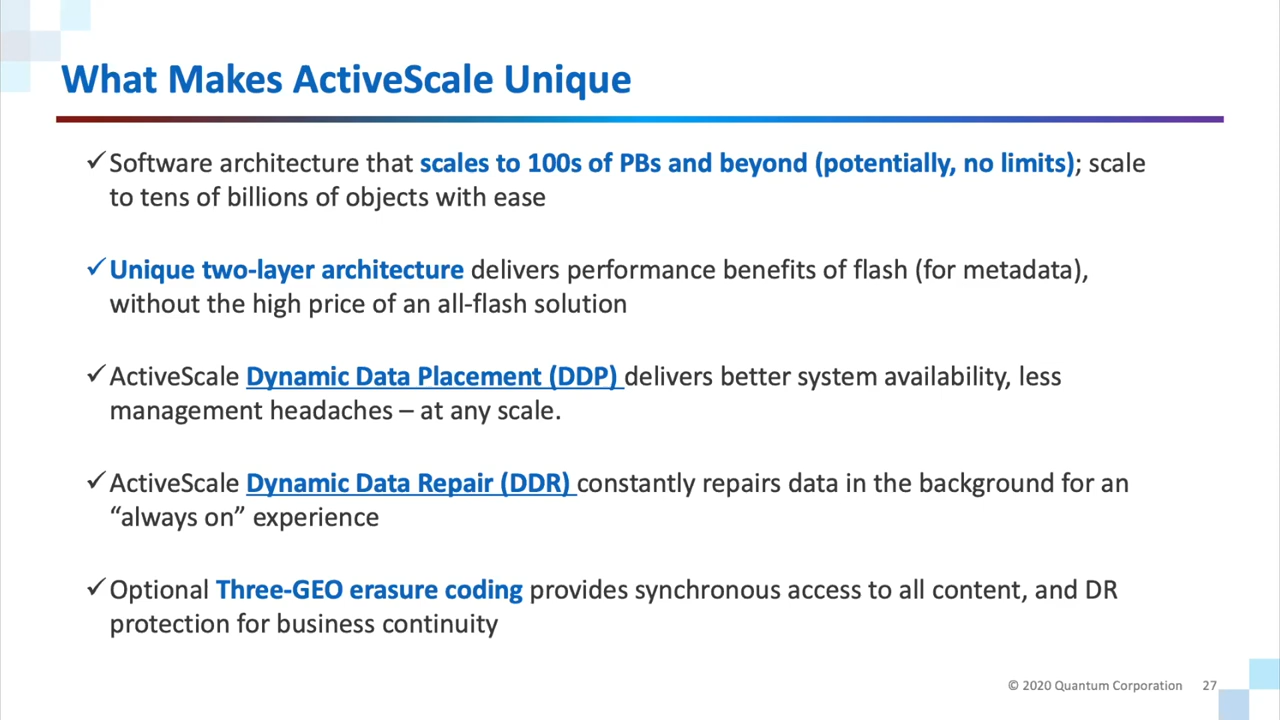 What Makes ActiveScale Unique
✓Software architecture that scales to 100s of PBs and beyond (potentially, no limits); scale
to tens of billions of objects with ease
✓Unique two-layer architecture delivers performance benefits of flash (for metadata),
without the high price of an all-flash solution
✓ActiveScale Dynamic Data Placement (DDP) delivers better system availability, less
management headaches – at any scale.
✓ActiveScale Dynamic Data Repair (DDR) constantly repairs data in the background for an
“always on” experience
✓Optional Three-GEO erasure coding provides synchronous access to all content, and DR
protection for business continuity
© 2020 Quantum Corporation 27